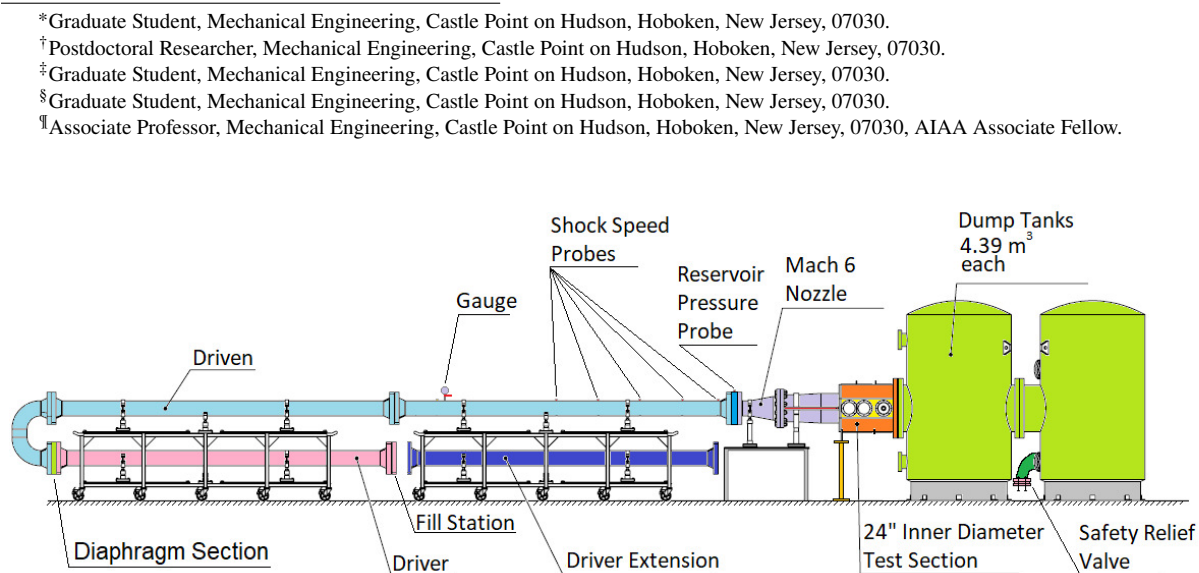 *Graduate Student, Mechanical Engineering, Castle Point on Hudson, Hoboken, New Jersey, 07030.
†Postdoctoral Researcher, Mechanical Engineering, Castle Point on Hudson, Hoboken, New Jersey, 07030.
‡Graduate Student, Mechanical Engineering, Castle Point on Hudson, Hoboken, New Jersey, 07030.
§Graduate Student, Mechanical Engineering, Castle Point on Hudson, Hoboken, New Jersey, 07030.
¶Associate Professor, Mechanical Engineering, Castle Point on Hudson, Hoboken, New Jersey, 07030, AIAA Associate Fellow.
Dump Tanks
4.39 m³
each
Shock Speed
Probes
Reservoir
Pressure
Probe
Mach 6
Nozzle
Gauge
Driven
Fill Station
Diaphragm Section
Driver
Driver Extension
24" Inner Diameter
Test Section
Safety Relief
Valve